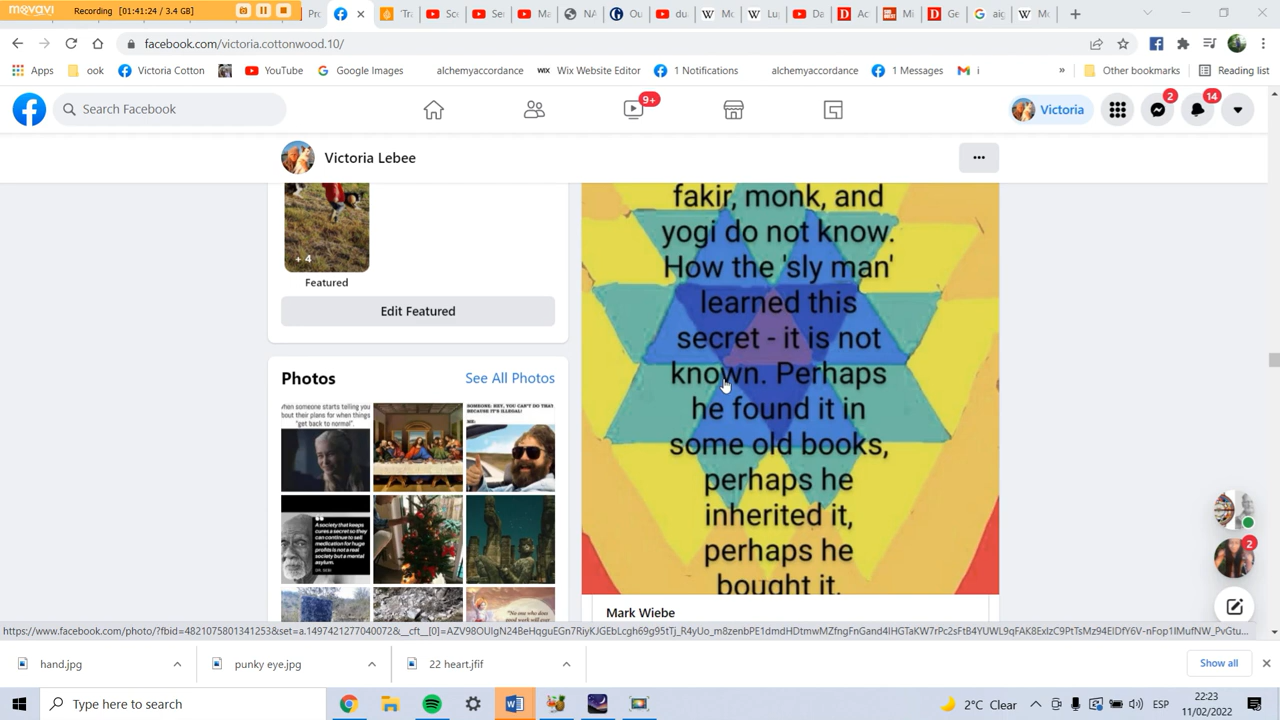 movavi
Recording 01:41:24 / 3.4 GB
facebook.com/victoria.cottonwood.10/
Apps
ook
Victoria Cotton
YouTube
Google Images
alchemyaccordance
WIX Wix Website Editor
1 Notifications
alchemyaccordance
1 Messages
i
»
Other bookmarks
Reading list
Search Facebook
9+
Victoria
2
14
Victoria Lebee
+ 4
Featured
Edit Featured
Photos
See All Photos
fakir, monk, and
yogi do not know.
How the 'sly man'
learned this
secret - it is not
known. Perhaps
he found it in
some old books,
perhaps he
inherited it,
perhaps he
bought it.
Mark Wiebe
2
hand.jpg
punky eye.jpg
22 heart.jfif
Show all
Type here to search
2°C Clear
ESP
22:23
11/02/2022